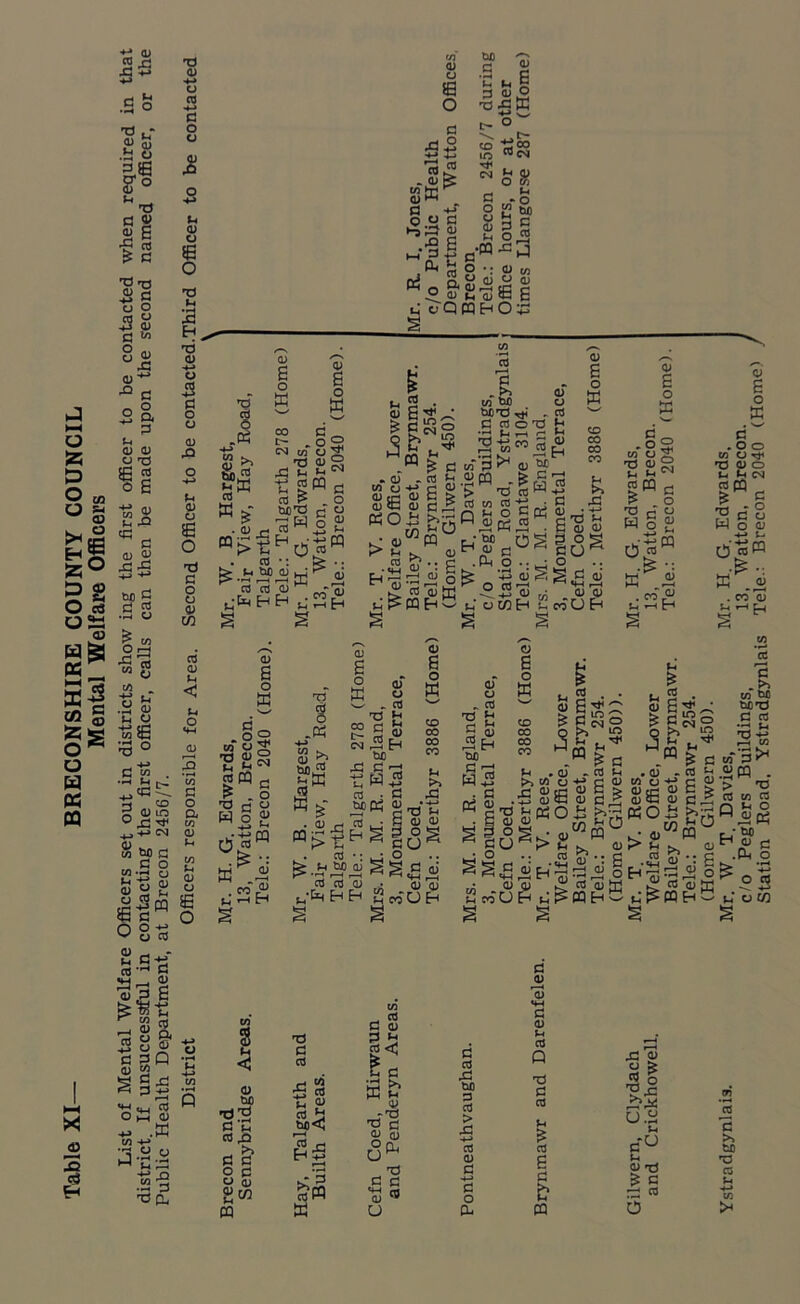 Table XI—
BRECONSHIRE COUNTY COUNCIL
Mental Welfare Officers
List of Mental Welfare Officers set out in districts show ing the first officer to be contacted when required in that
district. If unsuccessful in contacting the first officer, calls can then be made upon the second named officer, or the
Public Health Department, at Brecon 2456/7.
District
Officers responsible for Area.
Second Officer to be contacted.
Third Officer to be contacted
Brecon and
Sennybridge Areas.
Mr. H. G. Edwards,
13, Watton, Brecon.
Tele.: Brecon 2040 (Home).
Mr. W. B. Hargest,
Fair View, Hay Road,
Talgarth
Tele.: Talgarth 278 (Home)
Hay, Talgarth and
Builth Areas.
Mr. W. B. Hargest,
Fair View, Hay Road,
Talgarth
Tele.: Talgarth 278 (Home)
Mr. H. G. Edwards,
13, Watton, Brecon.
Tele.: Brecon 2040 (Home).
Cefn Coed, Hirwaun
and Penderyn Areas.
Mrs. M. M. R. England,
3, Monumental Terrace,
Cefn Coed.
Tele.: Merthyr 3886 (Home)
Mr. T. V. Rees,
Welfare Office, Lower
Bailey Street, Brynmawr.
Tele.: Brynmawr 254.
(Home Gilwern 450).
Mr. W. T. Davies,
c/o Peglers Buildings,
Station Road, Ystradgynlais
Tele.: Glantawe 3104.
Pontneathvaughan.
Mrs. M. M. R. England,
3, Monumental Terrace,
Cefn Coed.
Tele.: Merthyr 3886 (Home)
Brynmawr and Darenfelen.
Mr. T. V. Rees,
Welfare Office, Lower
Bailey Street, Brynmawr.
Tele.: Brynmawr 254.
(Home Gilwern 450)).
Mrs. M. M. R. England,
3, Monumental Terrace,
Cefn Coed.
Tele.: Merthyr 3886 (Home)
Gilwern, Clydach
and Crickhowell.
Mr. T. V. Rees,
Welfare Office, Lower
Bailey Street, Brynmawr.
Tele.: Brynmawr 254.
(Home Gilwern 450).
Mr. H. G. Edwards,
13, Watton, Brecon.
Tele.: Brecon 2040 (Home).
Ystradgynlais.
Mr. W. T. Davies,
c/o Peglers Buildings,
Station Road, Ystradgynlais
Mr. H. G. Edwards,
13, Watton, Brecon.
Tele.: Brecon 2040 (Home)
Mr. R. I. Jones,
c/o Public Health
Department, Watton Offices,
Brecon.
Tele.: Brecon 2456/7 during
Office hours, or at other
times Llangorse 287 (Home)